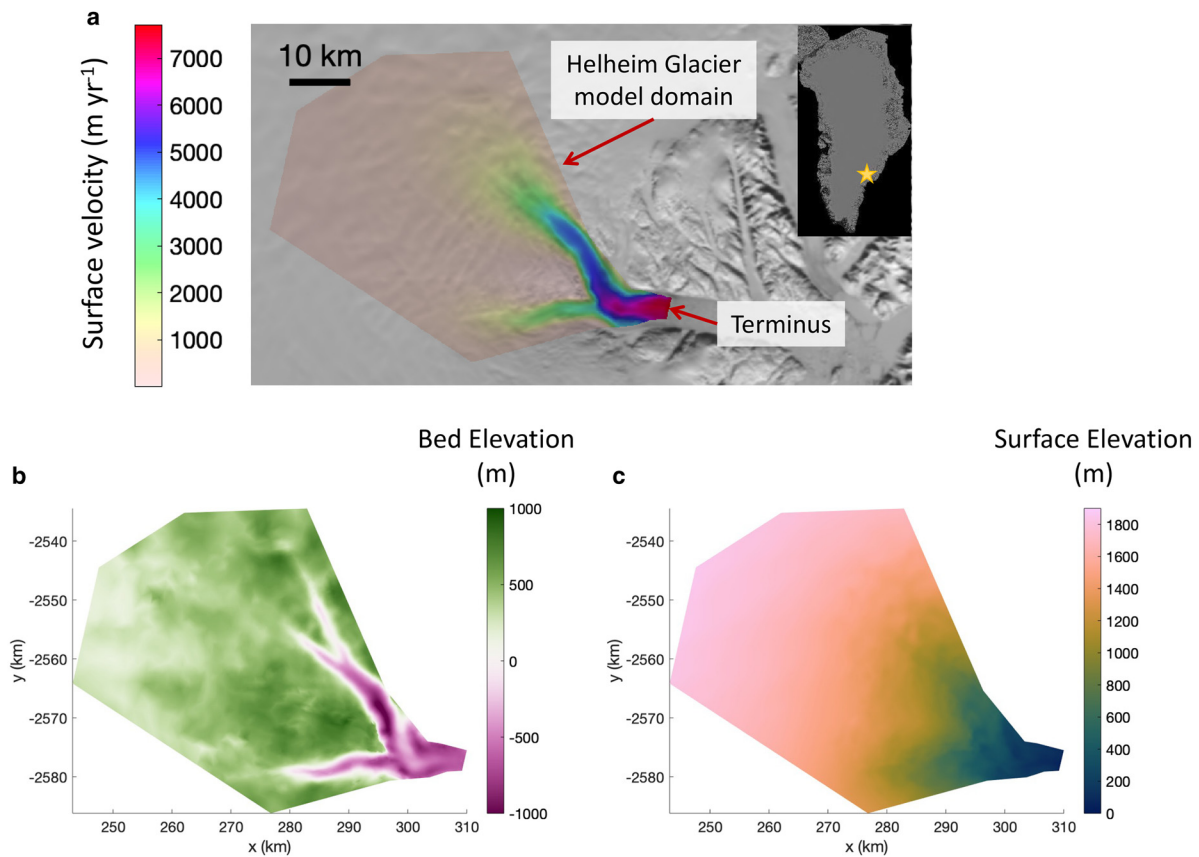 a
Surface velocity (m yr-1)
7000
6000
5000
4000
3000
2000
1000
10 km
Helheim Glacier
model domain
Terminus
b
Bed Elevation
(m)
1000
500
0
-500
-1000
y (km)
-2540
-2550
-2560
-2570
-2580
250
260
270
280
290
300
310
x (km)
c
Surface Elevation
(m)
1800
1600
1400
1200
1000
800
600
400
200
0
y (km)
-2540
-2550
-2560
-2570
-2580
250
260
270
280
290
300
310
x (km)